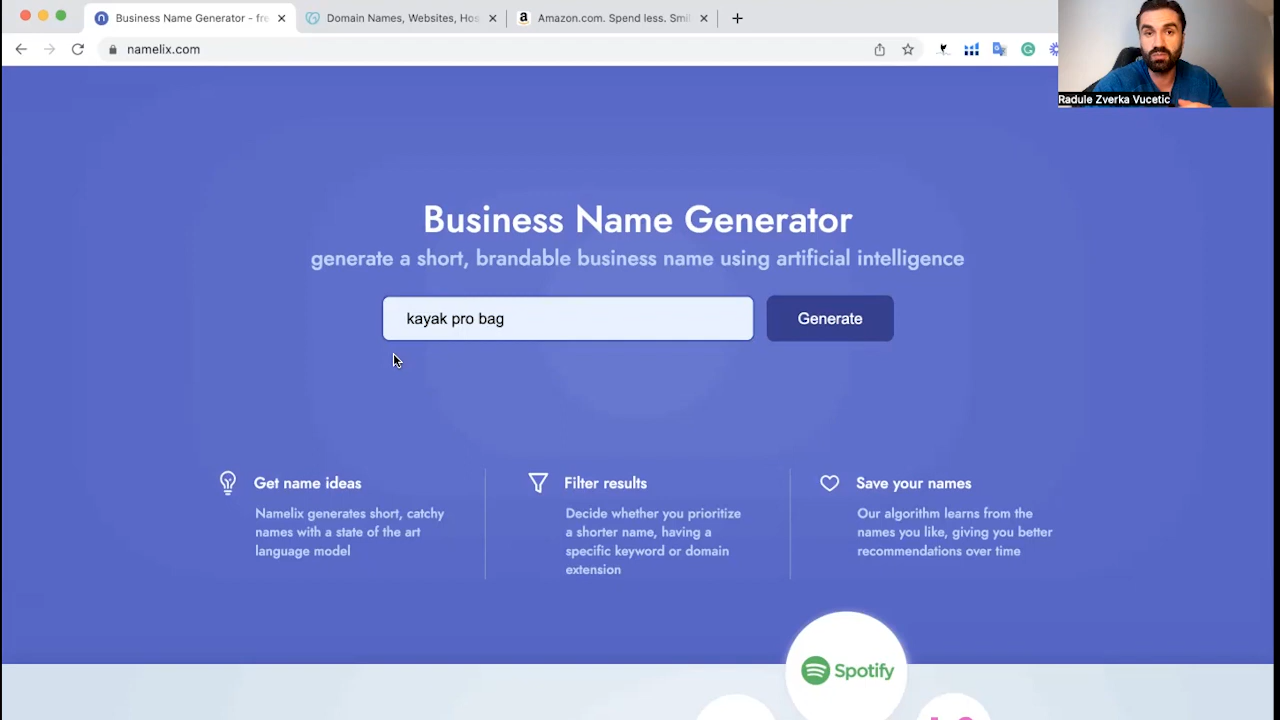 Business Name Generator - fre
Domain Names, Websites, Hos
Amazon.com. Spend less. Smil
namelix.com
Radule Zverka Vucetic
Business Name Generator
generate a short, brandable business name using artificial intelligence
kayak pro bag
Generate
Get name ideas
Namelix generates short, catchy
names with a state of the art
language model
Filter results
Decide whether you prioritize
a shorter name, having a
specific keyword or domain
extension
Save your names
Our algorithm learns from the
names you like, giving you better
recommendations over time
Spotify